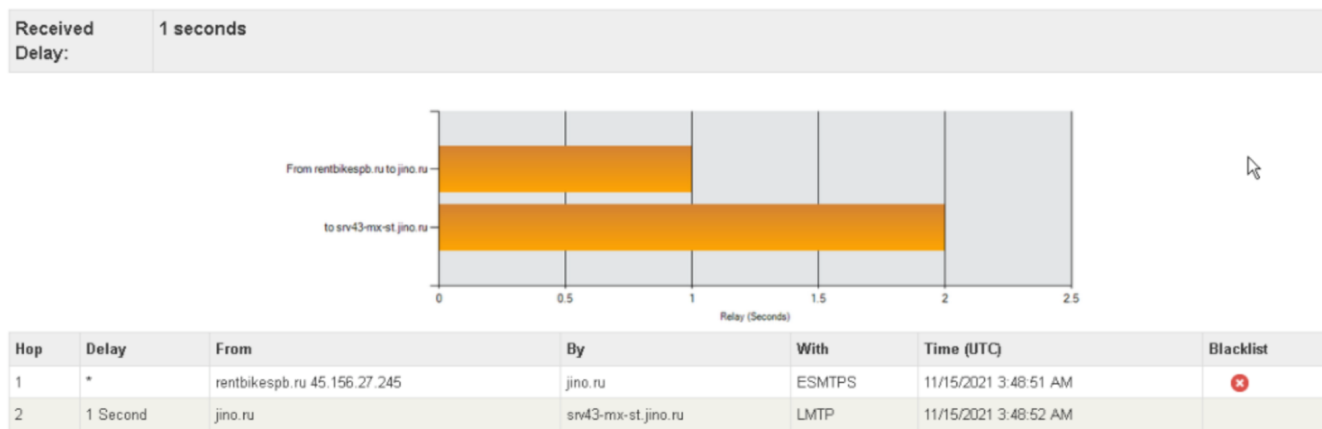 Received Delay: 1 seconds
From rentbikespb.ru to jino.ru
to srv43-mx-st.jino.ru
0 0.5 1 1.5 2 2.5
Relay (Seconds)
Hop Delay From By With Time (UTC) Blacklist
1 * rentbikespb.ru 45.156.27.245 jino.ru ESMTPS 11/15/2021 3:48:51 AM
2 1 Second jino.ru srv43-mx-st.jino.ru LMTP 11/15/2021 3:48:52 AM